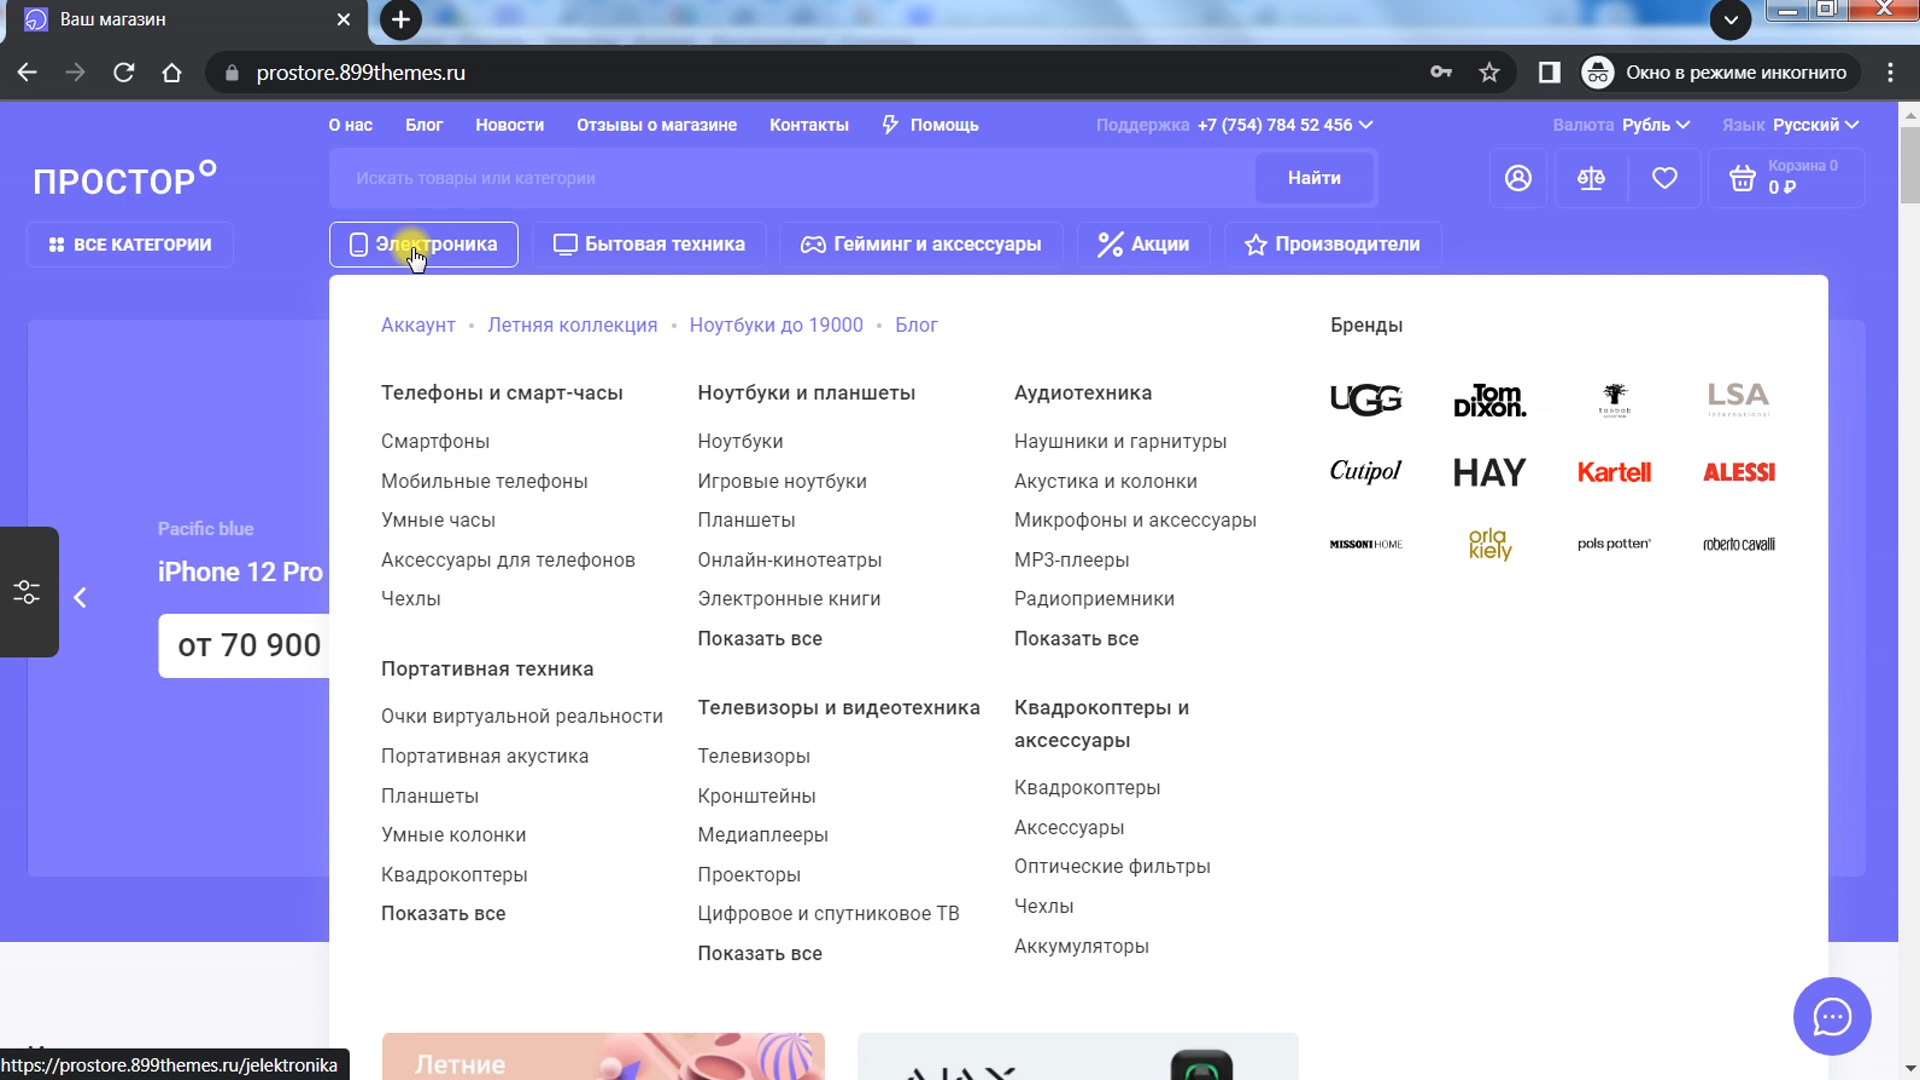 Ваш магазин
prostore.899themes.ru
Окно в режиме инкогнито
О нас Блог Новости Отзывы о магазине Контакты Помощь Поддержка +7 (754) 784 52 456 Валюта Рубль Язык Русский
ПРОСТОР
Искать товары или категории
Найти
Корзина 0
0 ₽
ВСЕ КАТЕГОРИИ
Электроника
Бытовая техника
Гейминг и аксессуары
Акции
Производители
Аккаунт • Летняя коллекция • Ноутбуки до 19000 • Блог
Телефоны и смарт-часы
Смартфоны
Мобильные телефоны
Умные часы
Аксессуары для телефонов
Чехлы
Портативная техника
Очки виртуальной реальности
Портативная акустика
Планшеты
Умные колонки
Квадрокоптеры
Показать все
Ноутбуки и планшеты
Ноутбуки
Игровые ноутбуки
Планшеты
Онлайн-кинотеатры
Электронные книги
Показать все
Телевизоры и видеотехника
Телевизоры
Кронштейны
Медиаплееры
Проекторы
Цифровое и спутниковое ТВ
Показать все
Аудиотехника
Наушники и гарнитуры
Акустика и колонки
Микрофоны и аксессуары
MP3-плееры
Радиоприемники
Показать все
Квадрокоптеры и
аксессуары
Квадрокоптеры
Аксессуары
Оптические фильтры
Чехлы
Аккумуляторы
Бренды
UGG
Tom
Dixon.
Baobab
LSA
International
Cutipol
HAY
Kartell
ALESSI
MISSONI HOME
orla
kiely
pols potten
roberto cavalli
Pacific blue
iPhone 12 Pro
от 70 900
Летние
https://prostore.899themes.ru/jelektronika